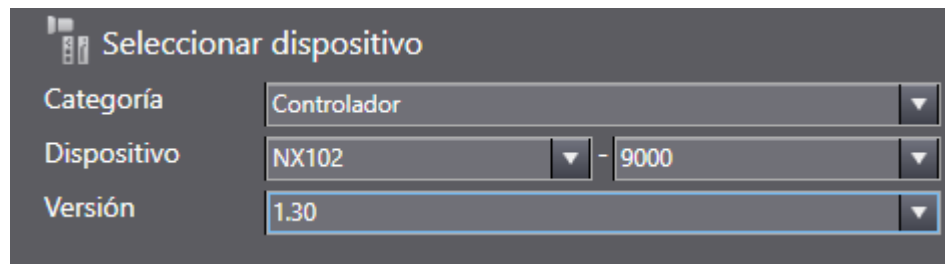 Seleccionar dispositivo
Categoría Controlador
Dispositivo NX102 - 9000
Versión 1.30